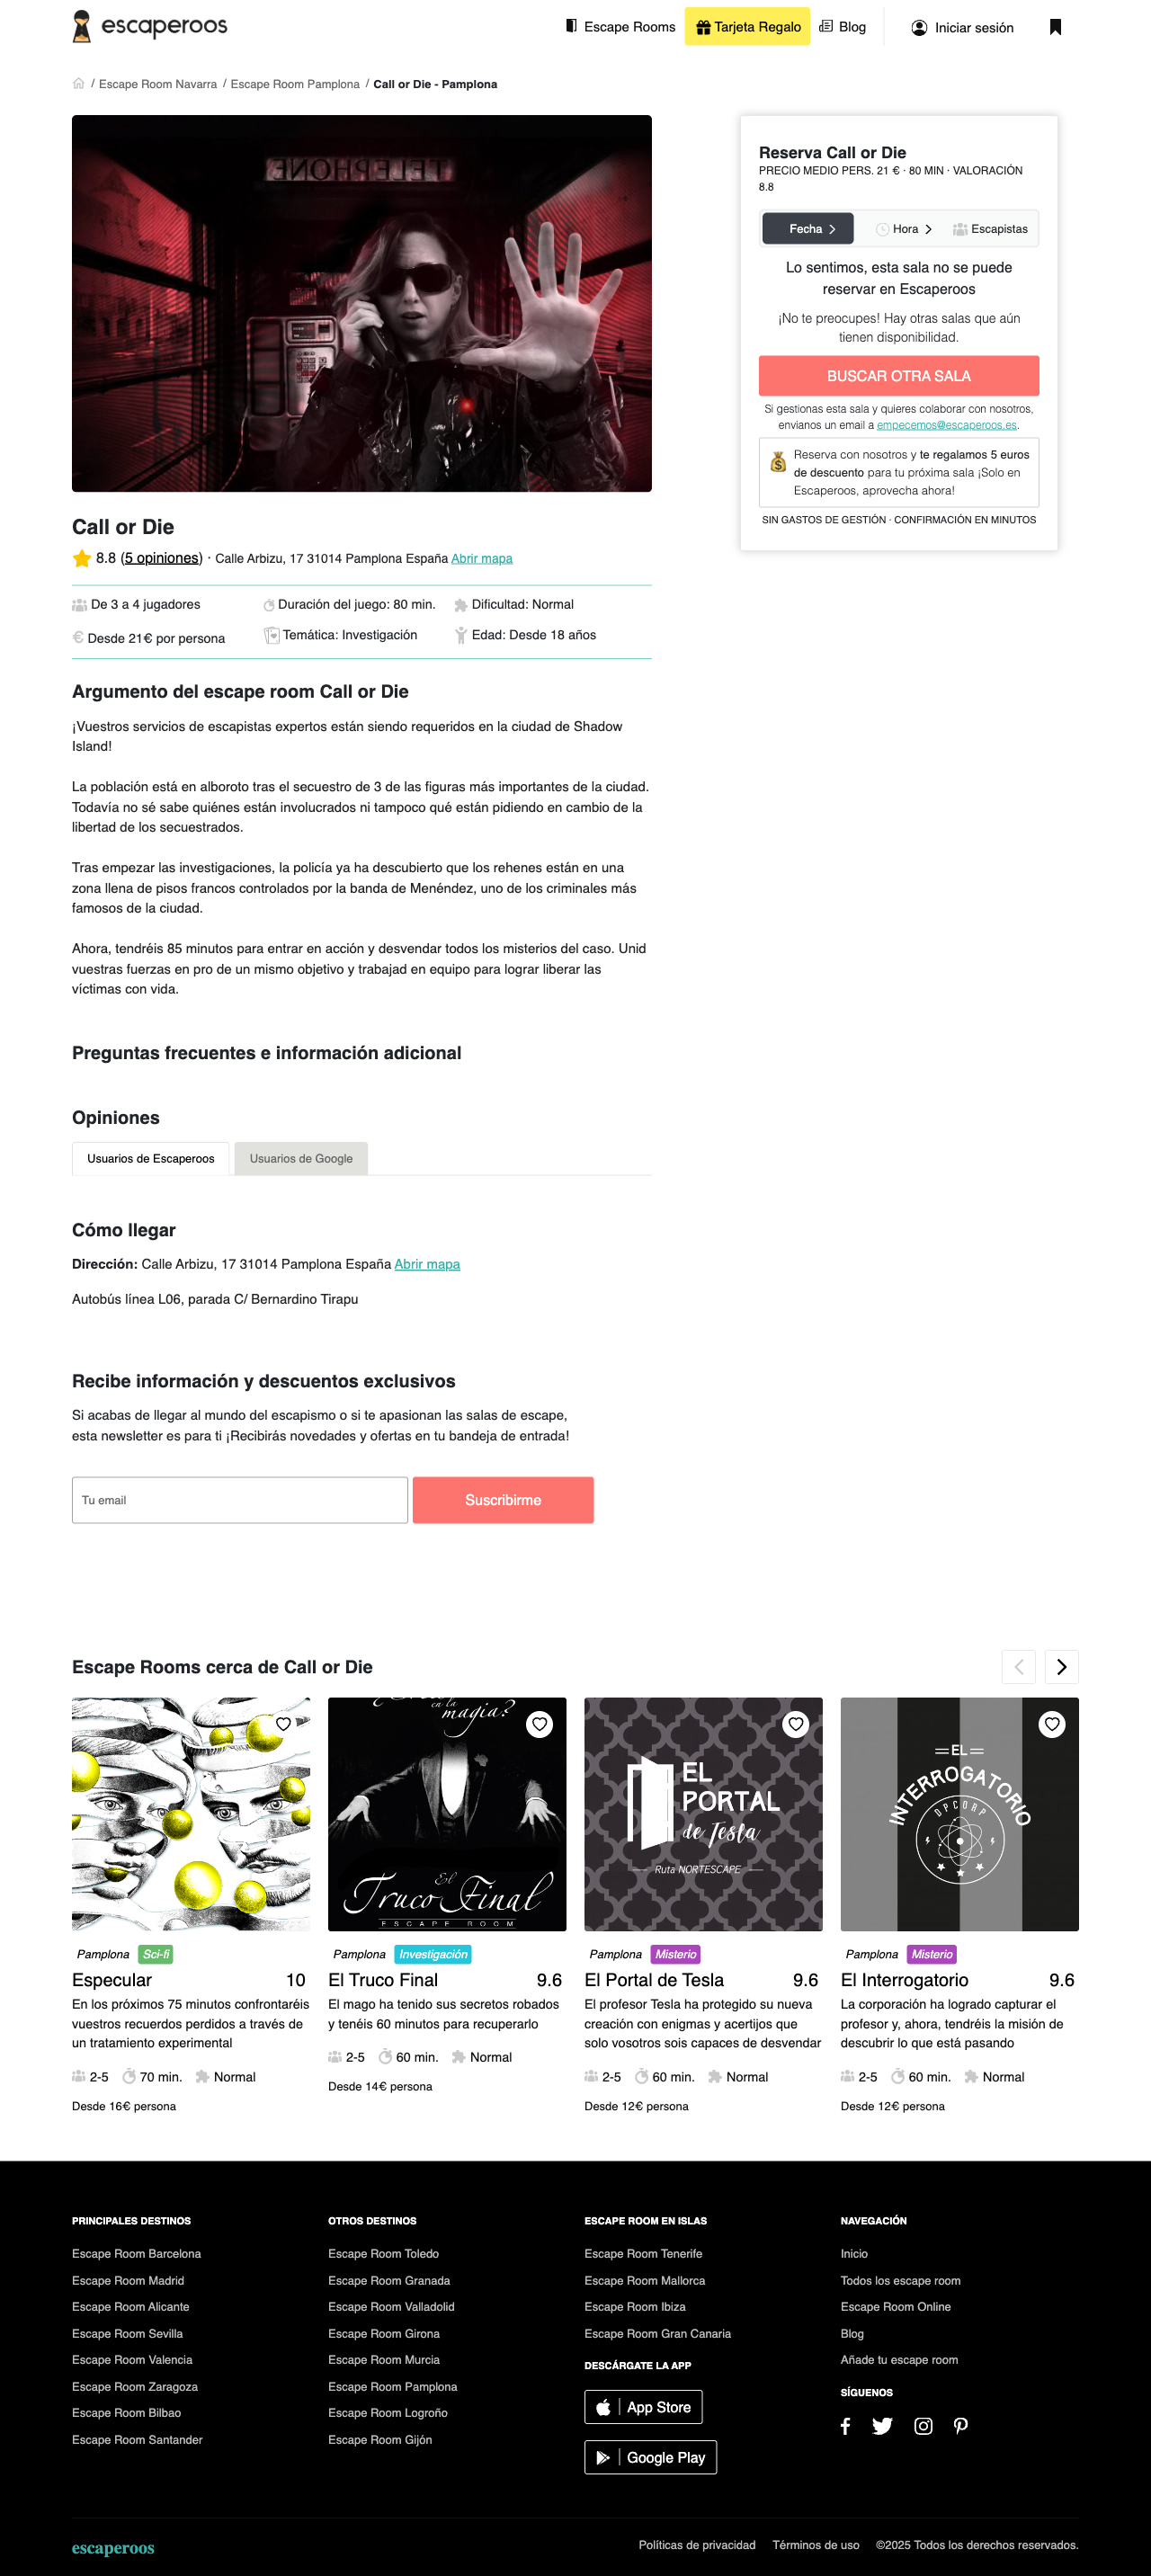 escaperoos
Escape Rooms
Tarjeta Regalo
Blog
Iniciar sesión
/ Escape Room Navarra / Escape Room Pamplona / Call or Die - Pamplona
TELEPHONE
Reserva Call or Die
PRECIO MEDIO PERS. 21 € · 80 MIN · VALORACIÓN
8.8
Fecha
Hora
Escapistas
Lo sentimos, esta sala no se puede
reservar en Escaperoos
¡No te preocupes! Hay otras salas que aún
tienen disponibilidad.
BUSCAR OTRA SALA
Si gestionas esta sala y quieres colaborar con nosotros,
envianos un email a empecemos@escaperoos.es.
Reserva con nosotros y te regalamos 5 euros
de descuento para tu próxima sala ¡Solo en
Escaperoos, aprovecha ahora!
SIN GASTOS DE GESTIÓN · CONFIRMACIÓN EN MINUTOS
Call or Die
8.8 (5 opiniones) · Calle Arbizu, 17 31014 Pamplona España Abrir mapa
De 3 a 4 jugadores
Duración del juego: 80 min.
Dificultad: Normal
€ Desde 21€ por persona
Temática: Investigación
Edad: Desde 18 años
Argumento del escape room Call or Die
¡Vuestros servicios de escapistas expertos están siendo requeridos en la ciudad de Shadow
Island!
La población está en alboroto tras el secuestro de 3 de las figuras más importantes de la ciudad.
Todavía no sé sabe quiénes están involucrados ni tampoco qué están pidiendo en cambio de la
libertad de los secuestrados.
Tras empezar las investigaciones, la policía ya ha descubierto que los rehenes están en una
zona llena de pisos francos controlados por la banda de Menéndez, uno de los criminales más
famosos de la ciudad.
Ahora, tendréis 85 minutos para entrar en acción y desvendar todos los misterios del caso. Unid
vuestras fuerzas en pro de un mismo objetivo y trabajad en equipo para lograr liberar las
víctimas con vida.
Preguntas frecuentes e información adicional
Opiniones
Usuarios de Escaperoos
Usuarios de Google
Cómo llegar
Dirección: Calle Arbizu, 17 31014 Pamplona España Abrir mapa
Autobús línea L06, parada C/ Bernardino Tirapu
Recibe información y descuentos exclusivos
Si acabas de llegar al mundo del escapismo o si te apasionan las salas de escape,
esta newsletter es para ti ¡Recibirás novedades y ofertas en tu bandeja de entrada!
Tu email
Suscribirme
Escape Rooms cerca de Call or Die
en la
magia?
El
Truco Final
ESCAPE ROOM
EL
PORTAL
de Tesla
Ruta NORTESCAPE
EL
INTERROGATORIO
DPCORP
Pamplona Sci-fi
Especular 10
En los próximos 75 minutos confrontaréis
vuestros recuerdos perdidos a través de
un tratamiento experimental
2-5 70 min. Normal
Desde 16€ persona
Pamplona Investigación
El Truco Final 9.6
El mago ha tenido sus secretos robados
y tenéis 60 minutos para recuperarlo
2-5 60 min. Normal
Desde 14€ persona
Pamplona Misterio
El Portal de Tesla 9.6
El profesor Tesla ha protegido su nueva
creación con enigmas y acertijos que
solo vosotros sois capaces de desvendar
2-5 60 min. Normal
Desde 12€ persona
Pamplona Misterio
El Interrogatorio 9.6
La corporación ha logrado capturar el
profesor y, ahora, tendréis la misión de
descubrir lo que está pasando
2-5 60 min. Normal
Desde 12€ persona
PRINCIPALES DESTINOS
Escape Room Barcelona
Escape Room Madrid
Escape Room Alicante
Escape Room Sevilla
Escape Room Valencia
Escape Room Zaragoza
Escape Room Bilbao
Escape Room Santander
OTROS DESTINOS
Escape Room Toledo
Escape Room Granada
Escape Room Valladolid
Escape Room Girona
Escape Room Murcia
Escape Room Pamplona
Escape Room Logroño
Escape Room Gijón
ESCAPE ROOM EN ISLAS
Escape Room Tenerife
Escape Room Mallorca
Escape Room Ibiza
Escape Room Gran Canaria
DESCÁRGATE LA APP
App Store
Google Play
NAVEGACIÓN
Inicio
Todos los escape room
Escape Room Online
Blog
Añade tu escape room
SÍGUENOS
escaperoos
Políticas de privacidad
Términos de uso
©2025 Todos los derechos reservados.